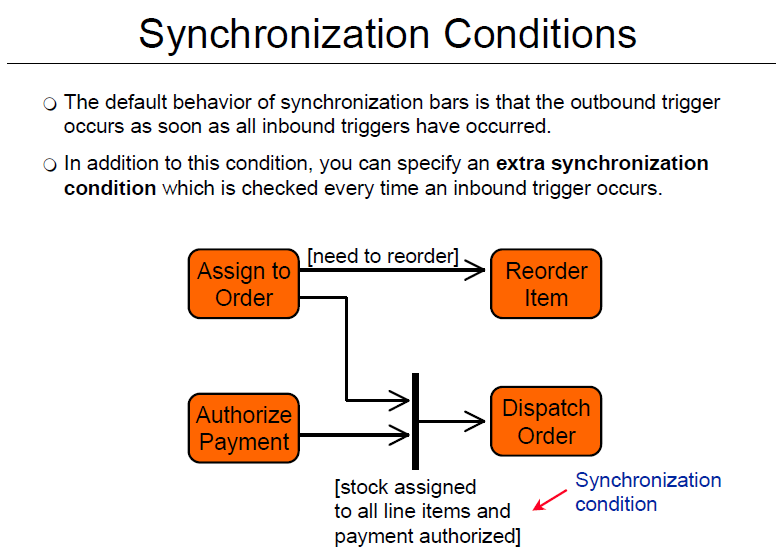 Synchronization Conditions
The default behavior of synchronization bars is that the outbound trigger
occurs as soon as all inbound triggers have occurred.
In addition to this condition, you can specify an extra synchronization
condition which is checked every time an inbound trigger occurs.
[need to reorder]
Assign to
Order
Reorder
Item
Authorize
Payment
Dispatch
Order
[stock assigned
to all line items and
payment authorized]
Synchronization
condition